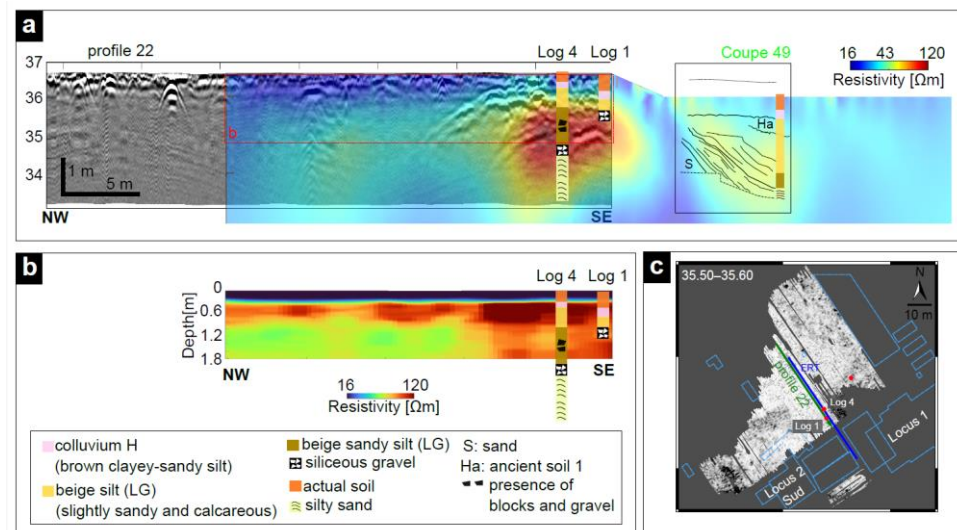 a
profile 22
Log 4
Log 1
Coupe 49
16 43 120
Resistivity [Ωm]
37
36
35
34
D
1 m
5 m
Ha
S
NW
SE
b
Log 4
Log 1
Depth[m]
0
0.6
1.2
1.8
NW
SE
16 120
Resistivity [Ωm]
colluvium H
(brown clayey-sandy silt)
beige silt (LG)
(slightly sandy and calcareous)
beige sandy silt (LG)
siliceous gravel
actual soil
silty sand
S: sand
Ha: ancient soil 1
presence of
blocks and gravel
c
35.50–35.60
N
10 m
ERT
profile 22
Log 4
Log 1
Locus 1
Locus 2
Sud